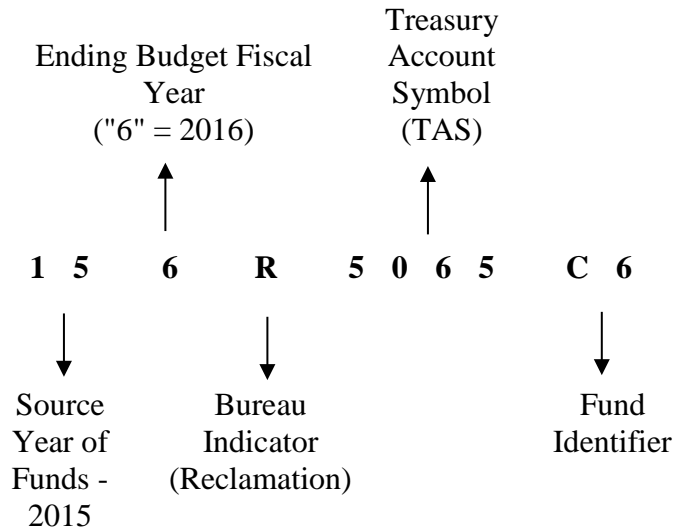 Ending Budget Fiscal
Year
("6" = 2016)
Treasury
Account
Symbol
(TAS)
1 5 6 R 5 0 6 5 C 6
Source
Year of
Funds -
2015
Bureau
Indicator
(Reclamation)
Fund
Identifier